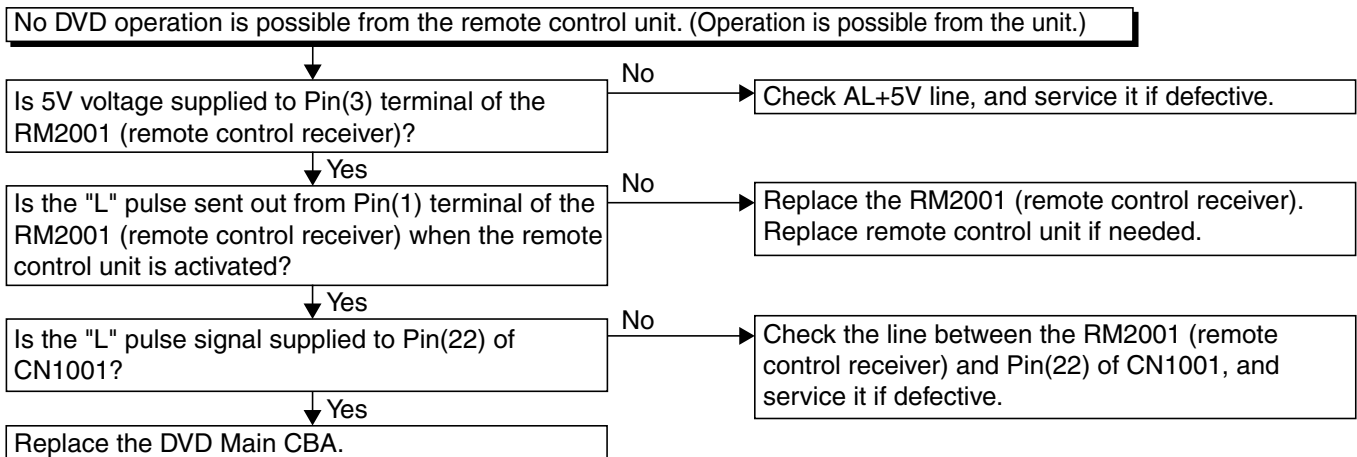 No DVD operation is possible from the remote control unit. (Operation is possible from the unit.)
Is 5V voltage supplied to Pin(3) terminal of the
RM2001 (remote control receiver)?
No
Check AL+5V line, and service it if defective.
Yes
Is the "L" pulse sent out from Pin(1) terminal of the
RM2001 (remote control receiver) when the remote
control unit is activated?
No
Replace the RM2001 (remote control receiver).
Replace remote control unit if needed.
Yes
Is the "L" pulse signal supplied to Pin(22) of
CN1001?
No
Check the line between the RM2001 (remote
control receiver) and Pin(22) of CN1001, and
service it if defective.
Yes
Replace the DVD Main CBA.